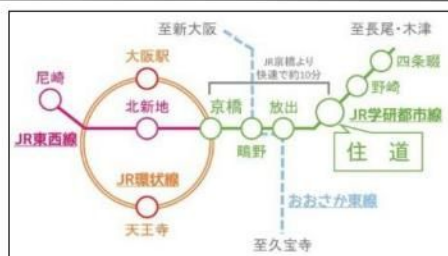 至新大阪
至長尾・木津
大阪駅
JR京橋より
快速で約10分
四条畷
尼崎
野崎
北新地
京橋
放出
JR学研都市線
JR東西線
鴫野
住道
JR環状線
おおさか東線
天王寺
至久宝寺